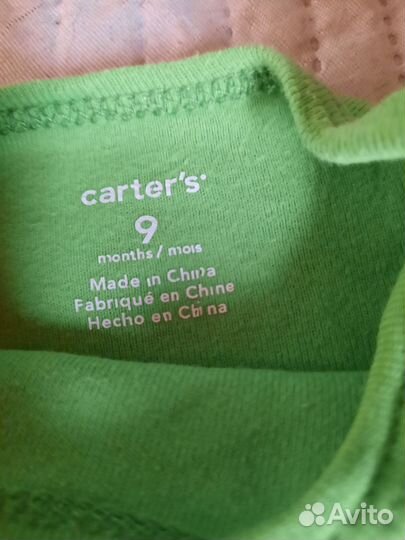 carter's
9
months / mois
Made in China
Fabriqué en Chine
Hecho en China
Avito